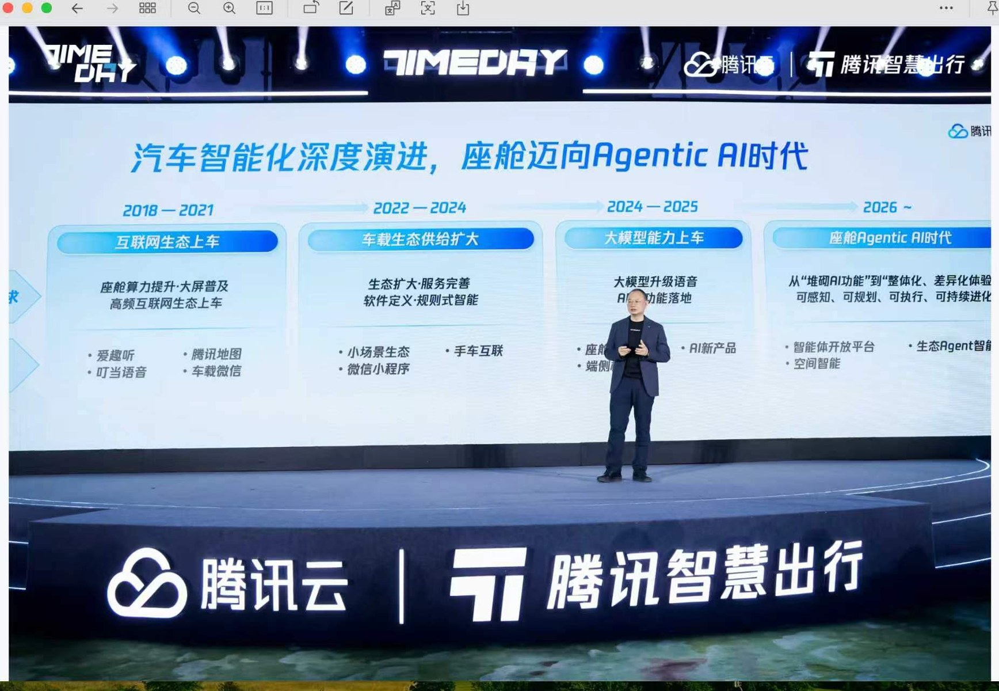 TIME DAY
TIMEDAY
腾讯云 | 腾讯智慧出行
腾讯
汽车智能化深度演进，座舱迈向Agentic AI时代
2018 — 2021
2022 — 2024
2024 — 2025
2026 ~
互联网生态上车
车载生态供给扩大
大模型能力上车
座舱Agentic AI时代
求
座舱算力提升·大屏普及
高频互联网生态上车
生态扩大·服务完善
软件定义·规则式智能
大模型升级语音
功能落地
从“堆砌AI功能”到“整体化、差异化体验
可感知、可规划、可执行、可持续进化
• 爱趣听
• 腾讯地图
• 叮当语音
• 车载微信
• 小场景生态
• 手车互联
• 微信小程序
• 座舱
• AI新产品
• 端侧
• 智能体开放平台
• 生态Agent智能
• 空间智能
腾讯云 | 腾讯智慧出行